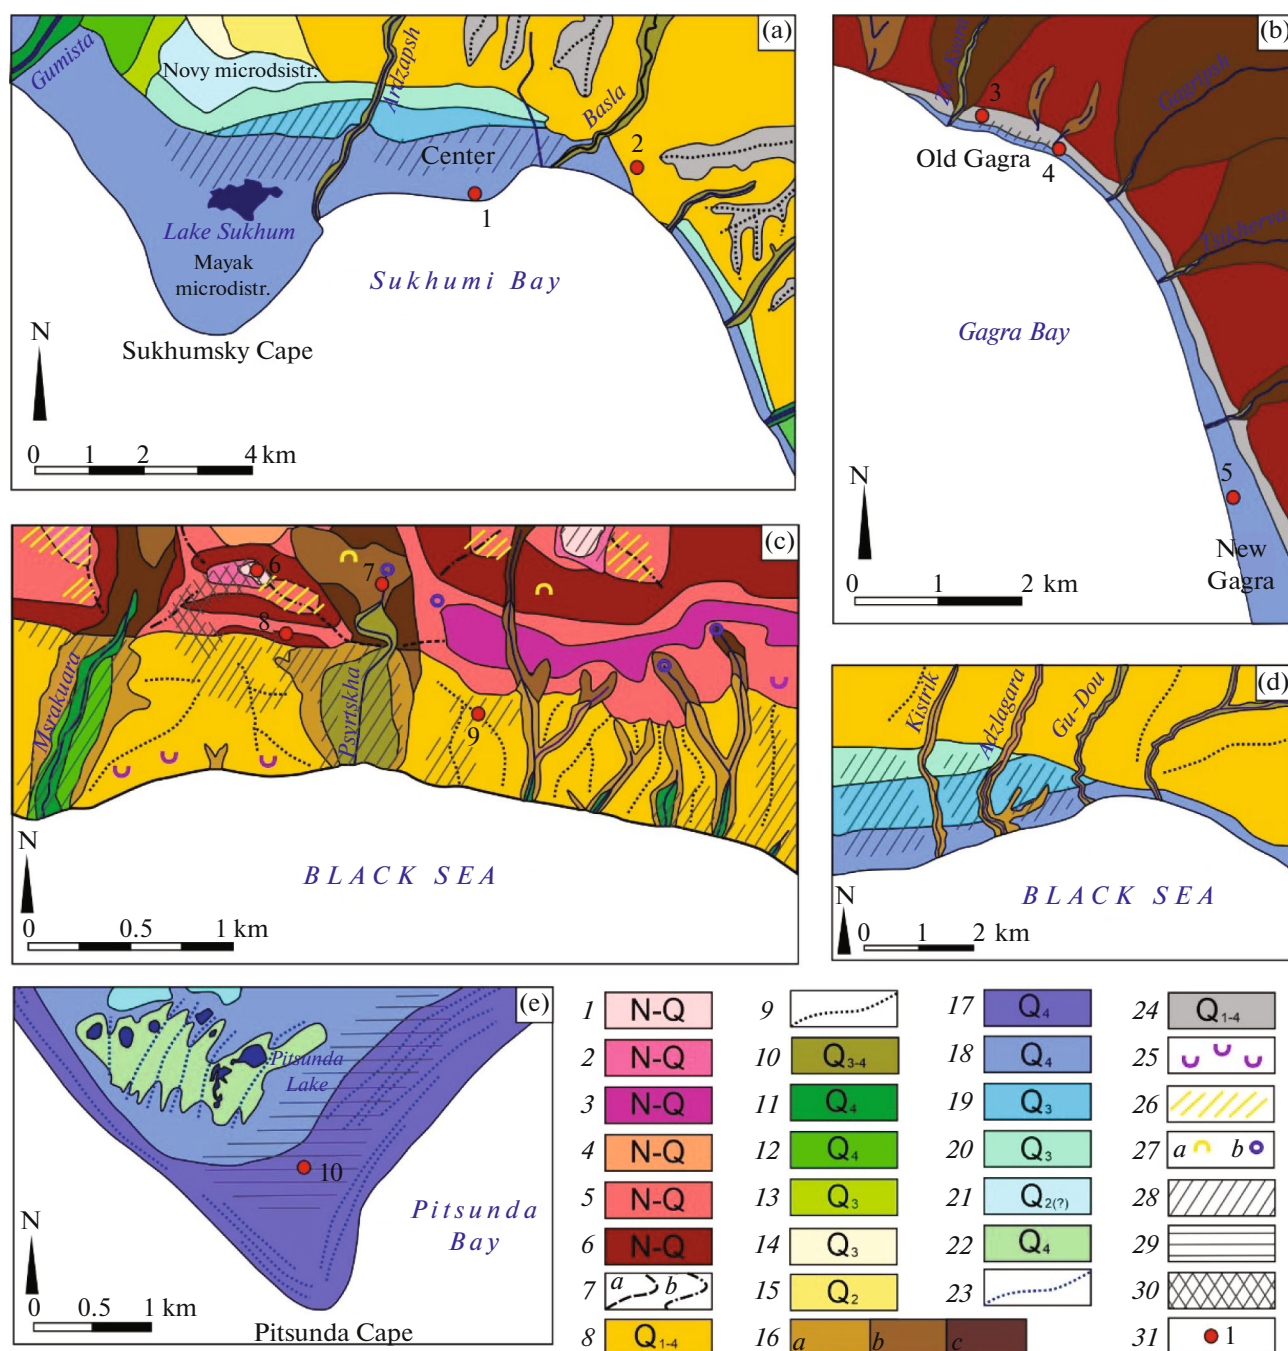 (a)
Gumista
Novy microdsistr.
Ardzapsh
Basla
Center
2
1
Lake Sukhum
Mayak
microdistr.
Sukhumi Bay
N
Sukhumsky Cape
0 1 2 4 km
(b)
Gagripsh
3
Old Gagra
4
Tsikherva
Gagra Bay
N
5
New
Gagra
0 1 2 km
(c)
6
7
8
Msrakuara
Psyrtskha
9
N
BLACK SEA
0 0.5 1 km
(d)
Kistrik
Adzlagara
Gu-Dou
N
BLACK SEA
0 1 2 km
(e)
Pitsunda
Lake
10
Pitsunda
Bay
N
0 0.5 1 km
Pitsunda Cape
1 N-Q
2 N-Q
3 N-Q
4 N-Q
5 N-Q
6 N-Q
7 a b
8 Q1-4
9
10 Q3-4
11 Q4
12 Q4
13 Q3
14 Q3
15 Q2
16 a b c
17 Q4
18 Q4
19 Q3
20 Q3
21 Q2(?)
22 Q4
23
24 Q1-4
25
26
27 a b
28
29
30
31 1